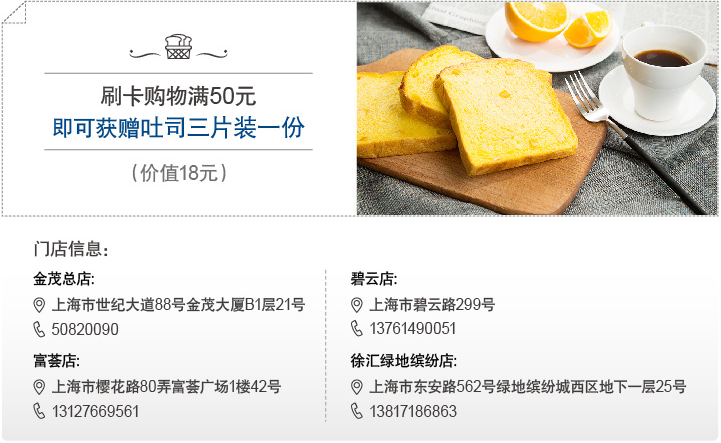 刷卡购物满50元
即可获赠吐司三片装一份
（价值18元）
门店信息：
金茂总店:
上海市世纪大道88号金茂大厦B1层21号
50820090
富荟店:
上海市樱花路80弄富荟广场1楼42号
13127669561
碧云店:
上海市碧云路299号
13761490051
徐汇绿地缤纷店:
上海市东安路562号绿地缤纷城西区地下一层25号
13817186863